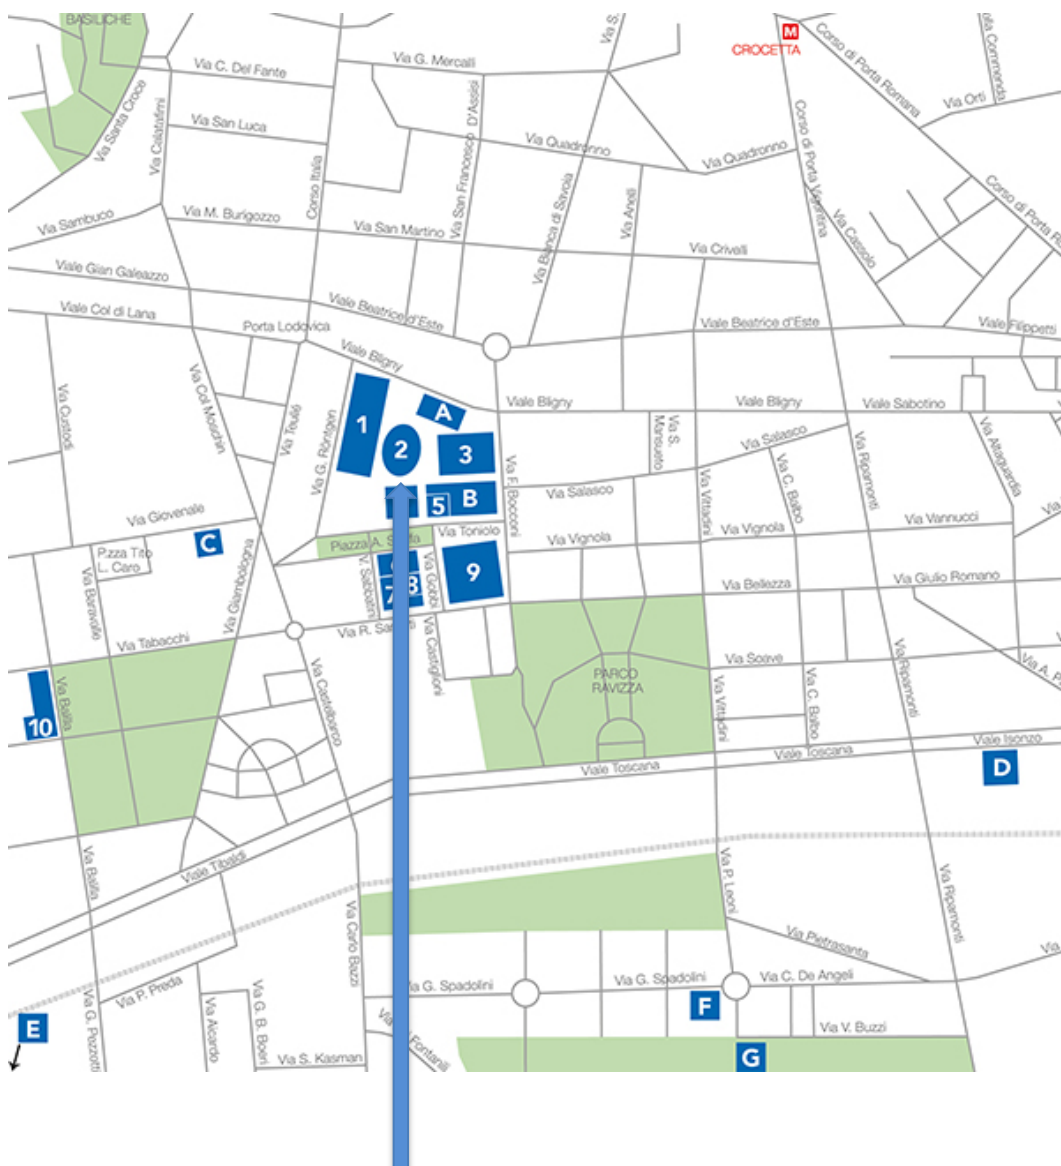 BASILICHE
Via S.
M
CROCETTA
Via G. Mercalli
Via C. Del Fante
Via Santa Croce
Via Calatafimi
Via San Luca
Corso Italia
Via San Francesco D'Assisi
Via Quadronno
Via Quadronno
Corso di Porta Vigentina
Corso di Porta Romana
Via Orti
Via Sambuco
Via M. Burigozzo
Via San Martino
Via Bianca di Savoia
Via Anelli
Via Crivelli
Via Cassolo
Corso di Porta R
Viale Gian Galeazzo
Viale Col di Lana
Viale Beatrice d'Este
Viale Beatrice d'Este
Viale Filippetti
Porta Lodovica
Viale Bligny
Viale Bligny
Viale Bligny
Viale Sabotino
Via Custodi
Via Col Moschin
Via Teulié
Via G. Röntgen
1
2
A
3
5
B
Via F. Bocconi
Via S. Mansueto
Via Salasco
Via Salasco
Via Vittadini
Via C. Balbo
Via Ripamonti
Via Altaguardia
Via Giovenale
C
P.zza Tito
L. Caro
Via Baravalle
Via Giambologna
Piazza A. S
Via Toniolo
V. Sabbatini
Via Gobbi
7
8
9
Via Vignola
Via Vignola
Via Vannucci
Via
Via Bellezza
Via Giulio Romano
Via Tabacchi
Via R. Sa
Via Castiglioni
Via Castelbarco
PARCO
RAVIZZA
Via Soave
Via Vittadini
Via C. Balbo
Via Ripamonti
Via A. P
Via Balilla
10
Viale Toscana
Viale Toscana
Viale Isonzo
D
Viale Tibaldi
Via Balilla
Via P. Leoni
Via Ripamonti
Via Carlo Bazzi
Via Pietrasanta
Via
Via P. Preda
G. Spadolini
Via G. Spadolini
Via C. De Angeli
E
Via G. Pezzotti
Via Aicardo
Via G. B. Boeri
Via S. Kasman
Fontanili
F
Via V. Buzzi
G